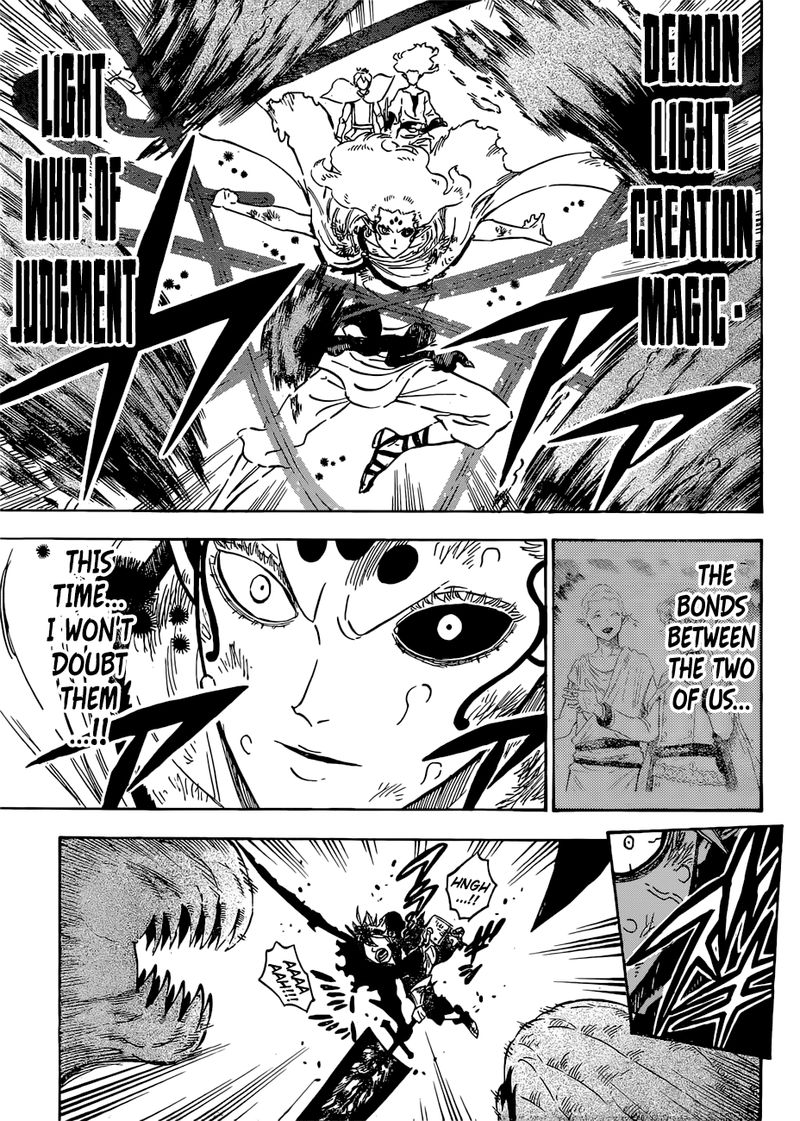 DEMON
LIGHT
CREATION
MAGIC -
LIGHT
WHIP OF
JUDGMENT
THE
BONDS
BETWEEN
THE TWO
OF US...
THIS
TIME...
I WON'T
DOUBT
THEM
...!!
HNGH
...!!
AAAA
AAH!!!